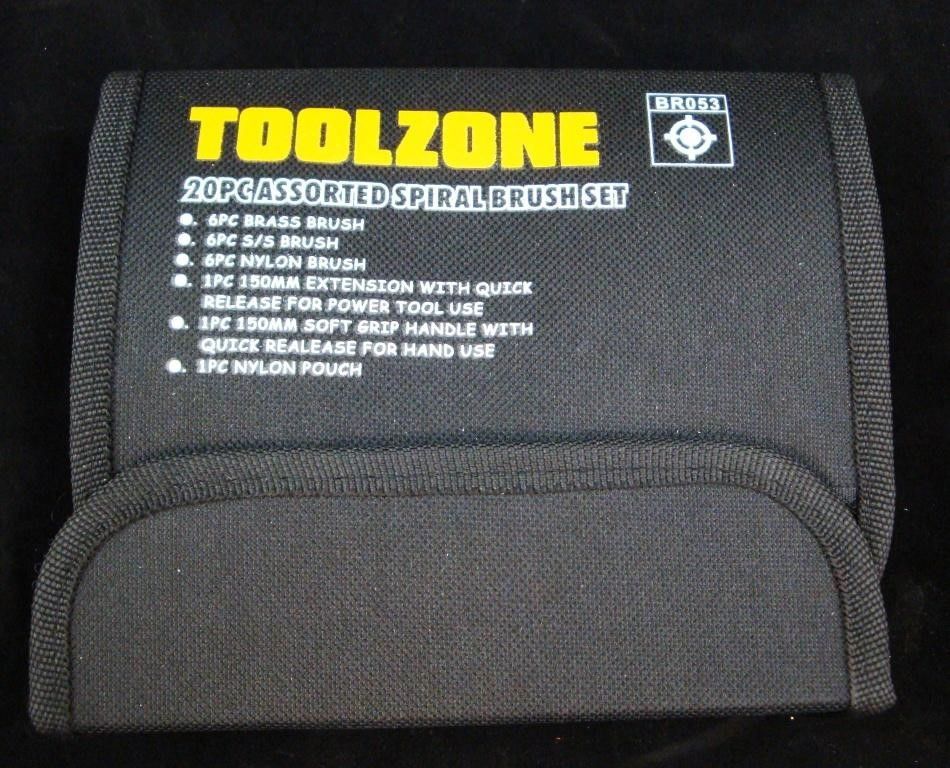 TOOLZONE
BR053
20PC ASSORTED SPIRAL BRUSH SET
6PC BRASS BRUSH
6PC S/S BRUSH
6PC NYLON BRUSH
1PC 150MM EXTENSION WITH QUICK
RELEASE FOR POWER TOOL USE
1PC 150MM SOFT GRIP HANDLE WITH
QUICK REALEASE FOR HAND USE
1PC NYLON POUCH